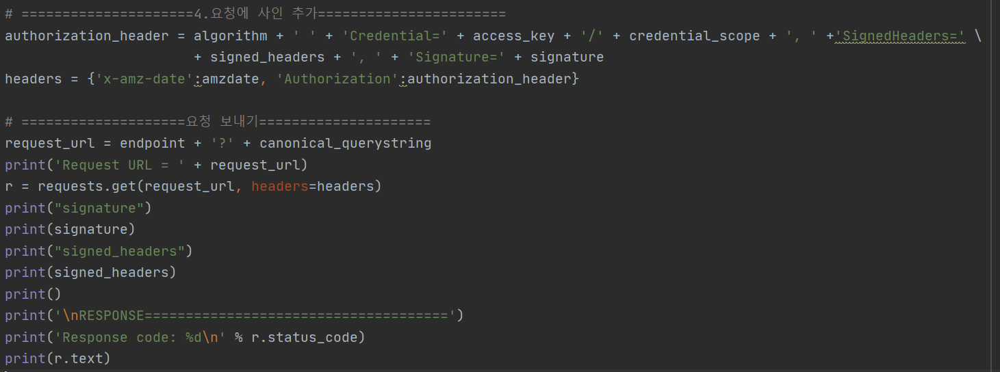 # =====================4.요청에 사인 추가=======================
authorization_header = algorithm + ' ' + 'Credential=' + access_key + '/' + credential_scope + ', ' +'SignedHeaders=' \
                       + signed_headers + ', ' + 'Signature=' + signature
headers = {'x-amz-date':amzdate, 'Authorization':authorization_header}
# ====================요청 보내기=====================
request_url = endpoint + '?' + canonical_querystring
print('Request URL = ' + request_url)
r = requests.get(request_url, headers=headers)
print("signature")
print(signature)
print("signed_headers")
print(signed_headers)
print()
print('\nRESPONSE=====================================')
print('Response code: %d\n' % r.status_code)
print(r.text)